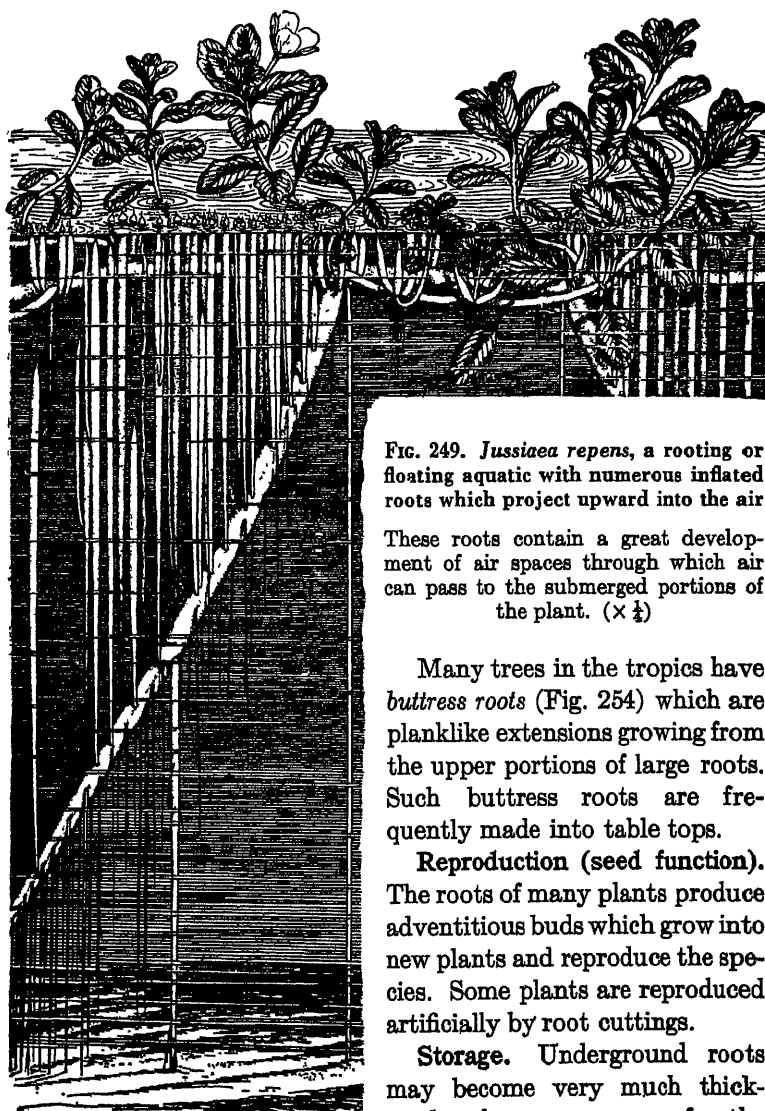 FIG. 249. Jussiaea repens, a rooting or
floating aquatic with numerous inflated
roots which project upward into the air
These roots contain a great develop-
ment of air spaces through which air
can pass to the submerged portions of
the plant. (× ½)
Many trees in the tropics have
buttress roots (Fig. 254) which are
planklike extensions growing from
the upper portions of large roots.
Such buttress roots are fre-
quently made into table tops.
Reproduction (seed function).
The roots of many plants produce
adventitious buds which grow into
new plants and reproduce the spe-
cies. Some plants are reproduced
artificially by root cuttings.
Storage. Underground roots
may become very much thick-